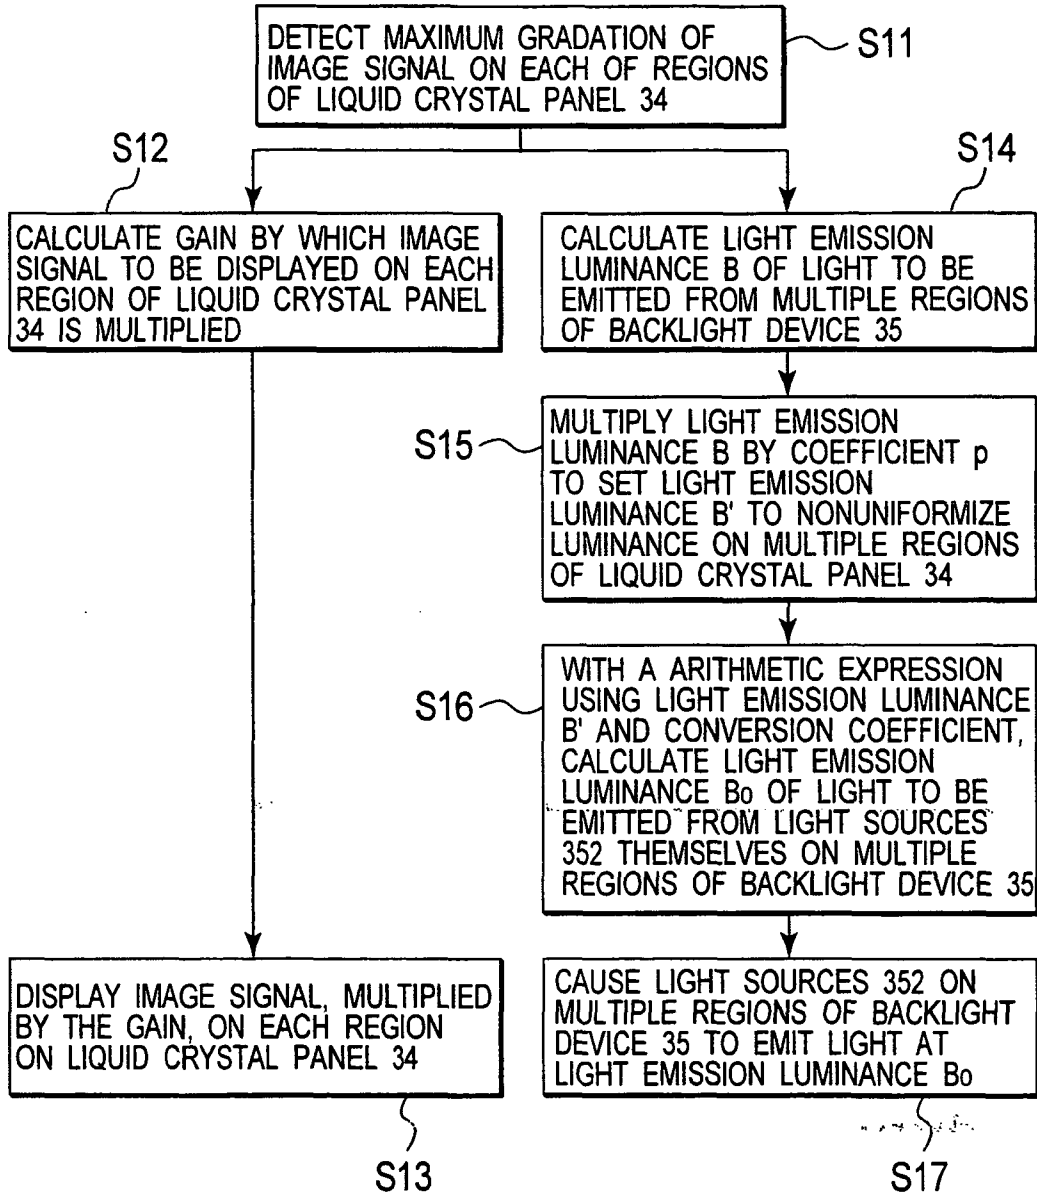 DETECT MAXIMUM GRADATION OF
IMAGE SIGNAL ON EACH OF REGIONS
OF LIQUID CRYSTAL PANEL 34
S11
S12
CALCULATE GAIN BY WHICH IMAGE
SIGNAL TO BE DISPLAYED ON EACH
REGION OF LIQUID CRYSTAL PANEL
34 IS MULTIPLIED
S14
CALCULATE LIGHT EMISSION
LUMINANCE B OF LIGHT TO BE
EMITTED FROM MULTIPLE REGIONS
OF BACKLIGHT DEVICE 35
S15
MULTIPLY LIGHT EMISSION
LUMINANCE B BY COEFFICIENT p
TO SET LIGHT EMISSION
LUMINANCE B' TO NONUNIFORMIZE
LUMINANCE ON MULTIPLE REGIONS
OF LIQUID CRYSTAL PANEL 34
S16
WITH A ARITHMETIC EXPRESSION
USING LIGHT EMISSION LUMINANCE
B' AND CONVERSION COEFFICIENT,
CALCULATE LIGHT EMISSION
LUMINANCE Bo OF LIGHT TO BE
EMITTED FROM LIGHT SOURCES
352 THEMSELVES ON MULTIPLE
REGIONS OF BACKLIGHT DEVICE 35
DISPLAY IMAGE SIGNAL, MULTIPLIED
BY THE GAIN, ON EACH REGION
ON LIQUID CRYSTAL PANEL 34
S13
CAUSE LIGHT SOURCES 352 ON
MULTIPLE REGIONS OF BACKLIGHT
DEVICE 35 TO EMIT LIGHT AT
LIGHT EMISSION LUMINANCE Bo
S17